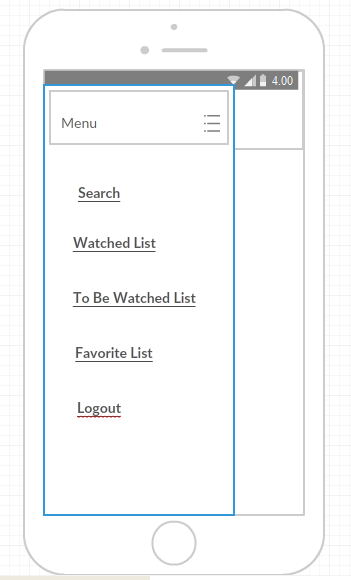 4.00
Menu
Search
Watched List
To Be Watched List
Favorite List
Logout